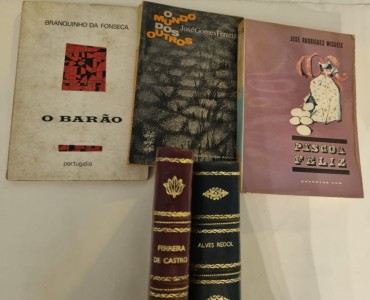 BRANQUINHO DA FONSECA
O BARÃO
portugália
O MUNDO
DOS
OUTROS
José Gomes Ferreira
JOSÉ RODRIGUES MIGUÉIS
PÁSCOA
FELIZ
FERREIRA
DE CASTRO
ALVES REDOL